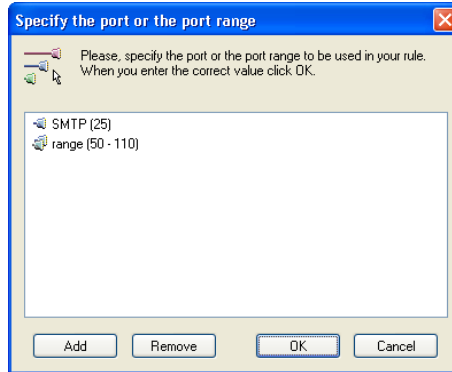 Specify the port or the port range
Please, specify the port or the port range to be used in your rule.
When you enter the correct value click OK.
SMTP (25)
range (50 - 110)
Add Remove OK Cancel